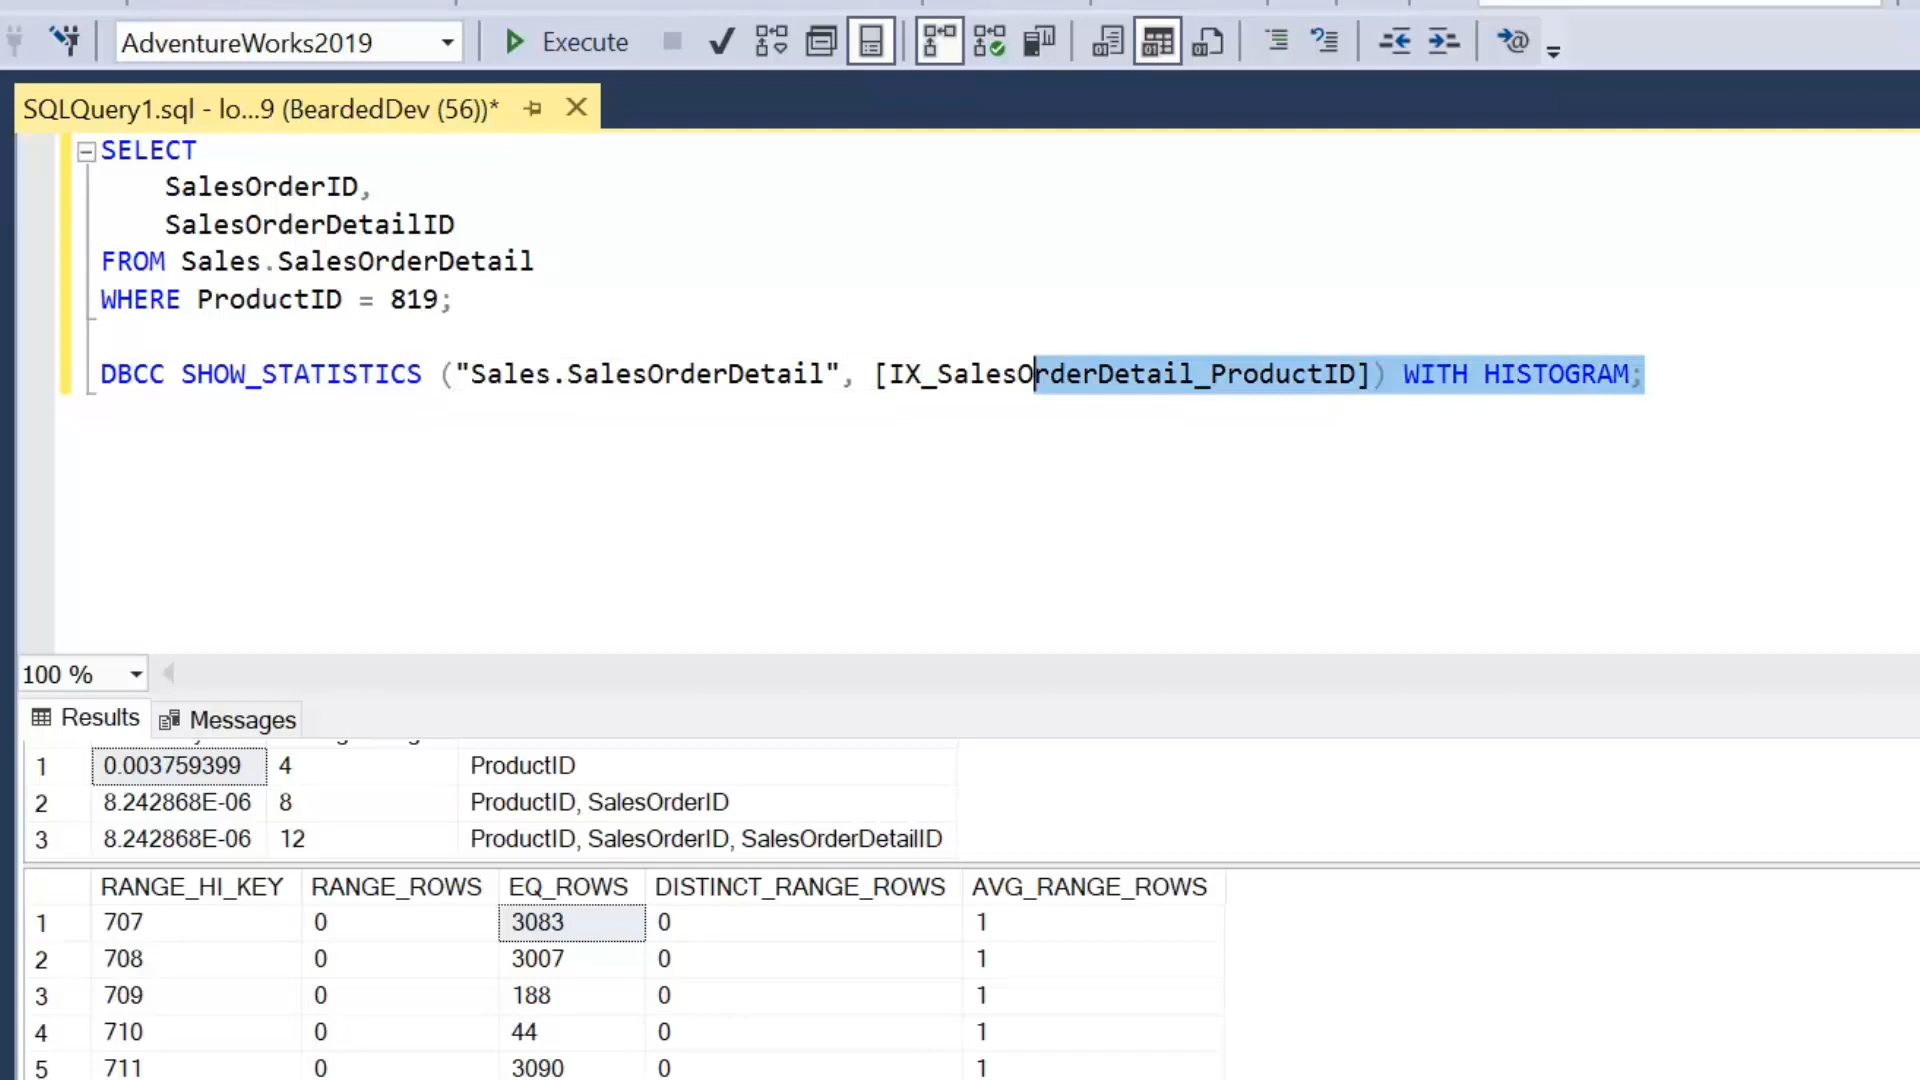 AdventureWorks2019 Execute
SQLQuery1.sql - lo...9 (BeardedDev (56))*
SELECT
SalesOrderID,
SalesOrderDetailID
FROM Sales.SalesOrderDetail
WHERE ProductID = 819;
DBCC SHOW_STATISTICS ("Sales.SalesOrderDetail", [IX_SalesOrderDetail_ProductID]) WITH HISTOGRAM;
100 %
Results Messages
1 0.003759399 4 ProductID
2 8.242868E-06 8 ProductID, SalesOrderID
3 8.242868E-06 12 ProductID, SalesOrderID, SalesOrderDetailID
RANGE_HI_KEY RANGE_ROWS EQ_ROWS DISTINCT_RANGE_ROWS AVG_RANGE_ROWS
1 707 0 3083 0 1
2 708 0 3007 0 1
3 709 0 188 0 1
4 710 0 44 0 1
5 711 0 3090 0 1